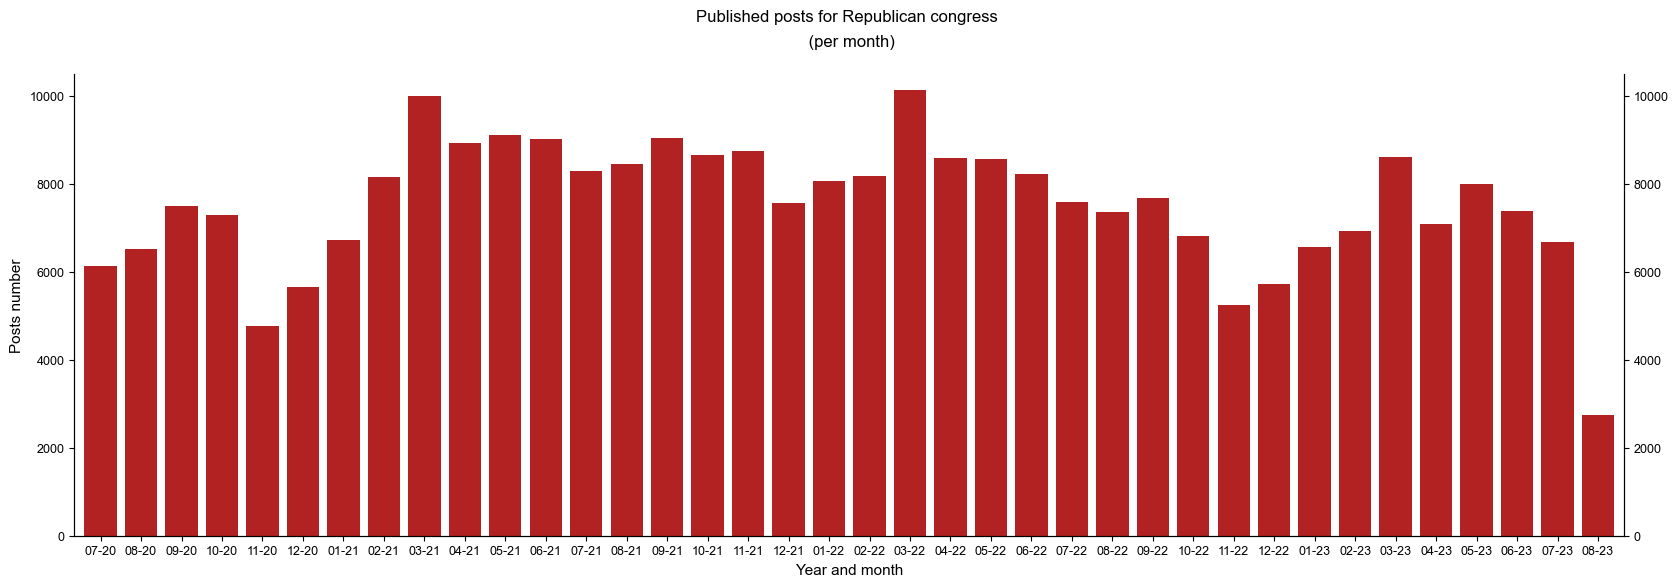 Published posts for Republican congress
(per month)
10000
8000
6000
4000
2000
0
10000
8000
6000
4000
2000
0
Posts number
07-20 08-20 09-20 10-20 11-20 12-20 01-21 02-21 03-21 04-21 05-21 06-21 07-21 08-21 09-21 10-21 11-21 12-21 01-22 02-22 03-22 04-22 05-22 06-22 07-22 08-22 09-22 10-22 11-22 12-22 01-23 02-23 03-23 04-23 05-23 06-23 07-23 08-23
Year and month